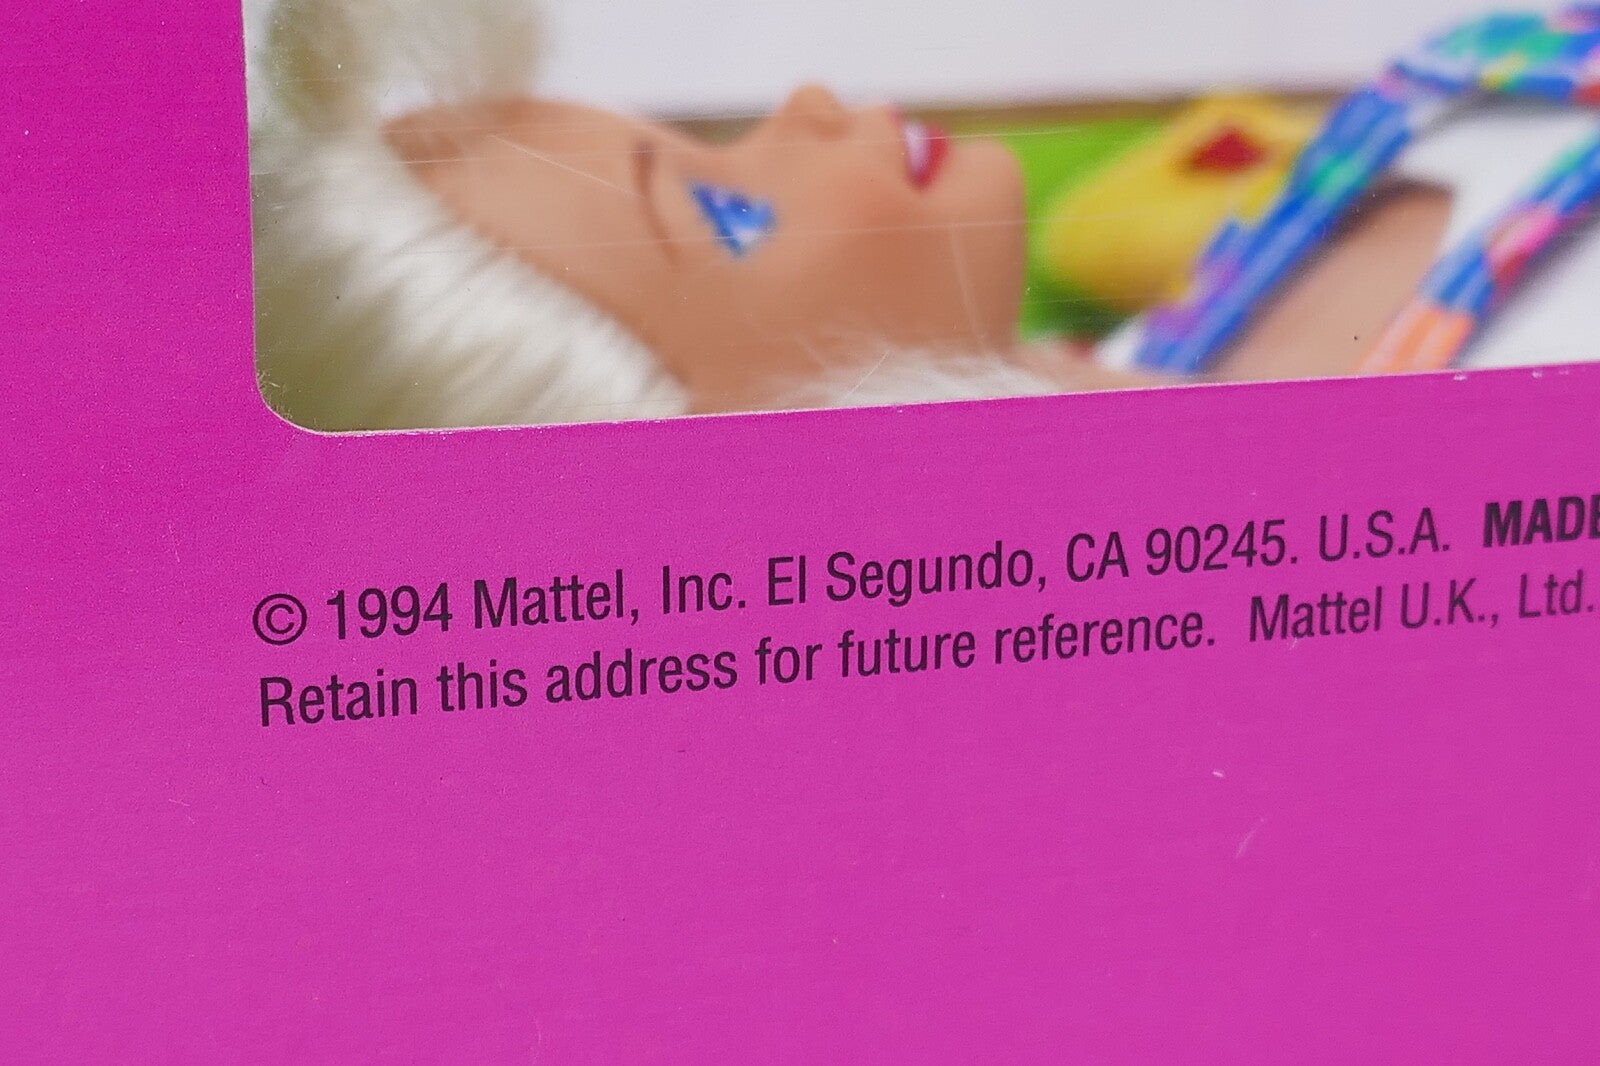 © 1994 Mattel, Inc. El Segundo, CA 90245. U.S.A. MADE
Retain this address for future reference. Mattel U.K., Ltd.